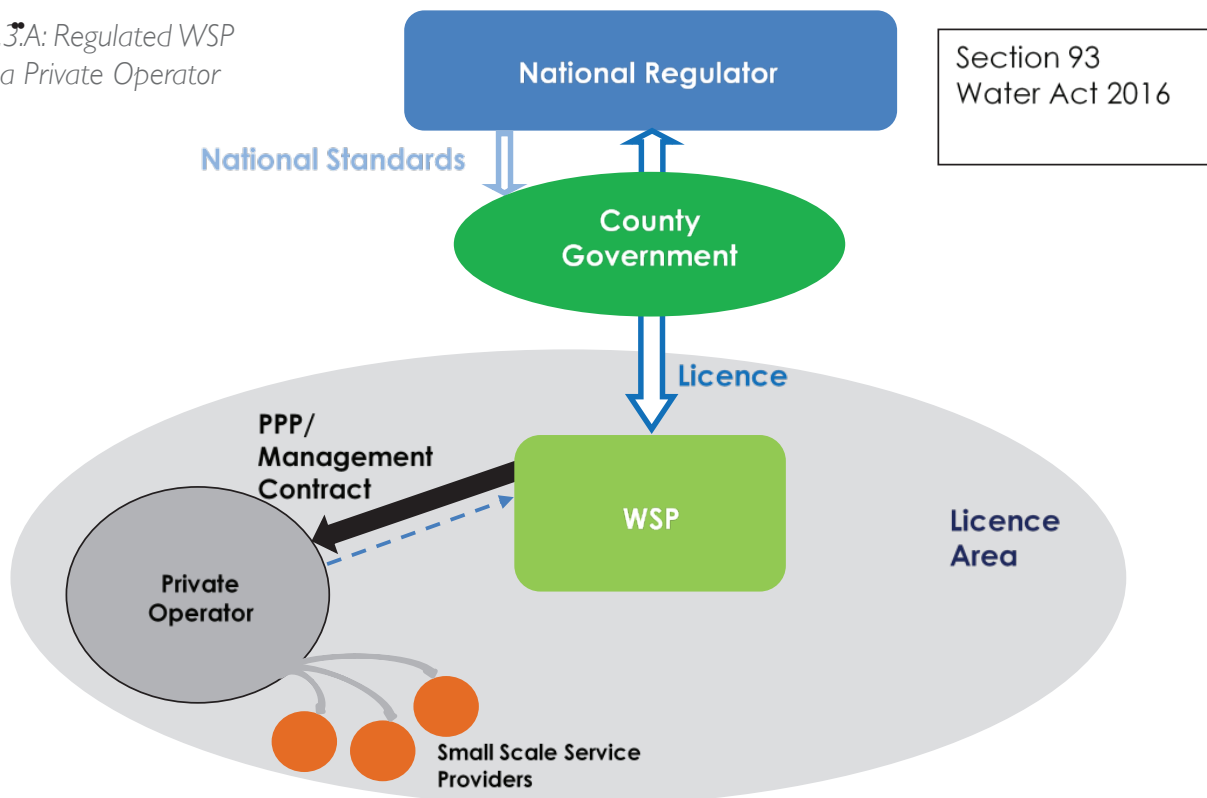 .3.A: Regulated WSP
a Private Operator
National Regulator
Section 93
Water Act 2016
National Standards
County
Government
Licence
PPP/
Management
Contract
WSP
Licence
Area
Private
Operator
Small Scale Service
Providers